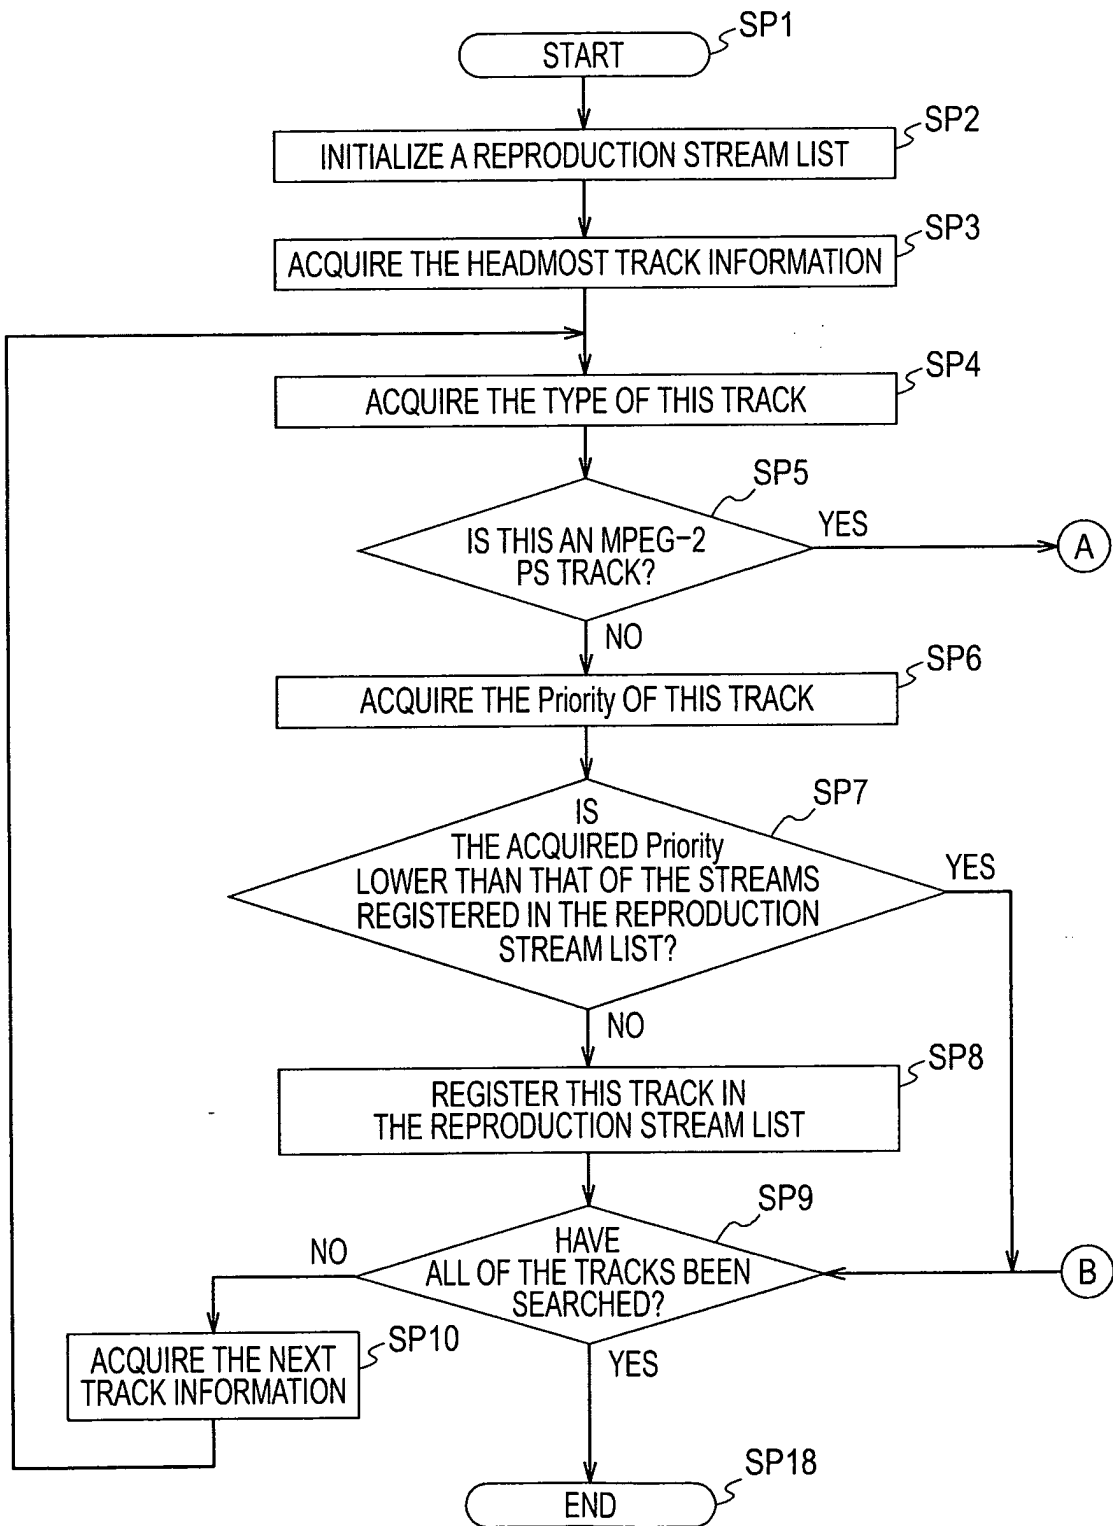 SP1
START
SP2
INITIALIZE A REPRODUCTION STREAM LIST
SP3
ACQUIRE THE HEADMOST TRACK INFORMATION
SP4
ACQUIRE THE TYPE OF THIS TRACK
SP5
IS THIS AN MPEG-2
PS TRACK?
YES
A
NO
SP6
ACQUIRE THE Priority OF THIS TRACK
SP7
IS
THE ACQUIRED Priority
LOWER THAN THAT OF THE STREAMS
REGISTERED IN THE REPRODUCTION
STREAM LIST?
YES
NO
SP8
REGISTER THIS TRACK IN
THE REPRODUCTION STREAM LIST
SP9
HAVE
ALL OF THE TRACKS BEEN
SEARCHED?
NO
B
SP10
ACQUIRE THE NEXT
TRACK INFORMATION
YES
SP18
END